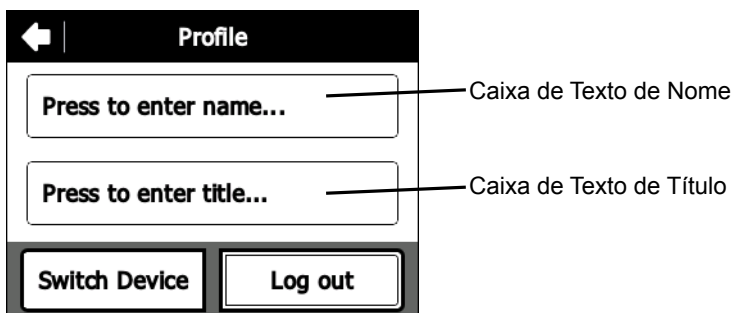 Profile
Press to enter name...
Caixa de Texto de Nome
Press to enter title...
Caixa de Texto de Título
Switch Device
Log out